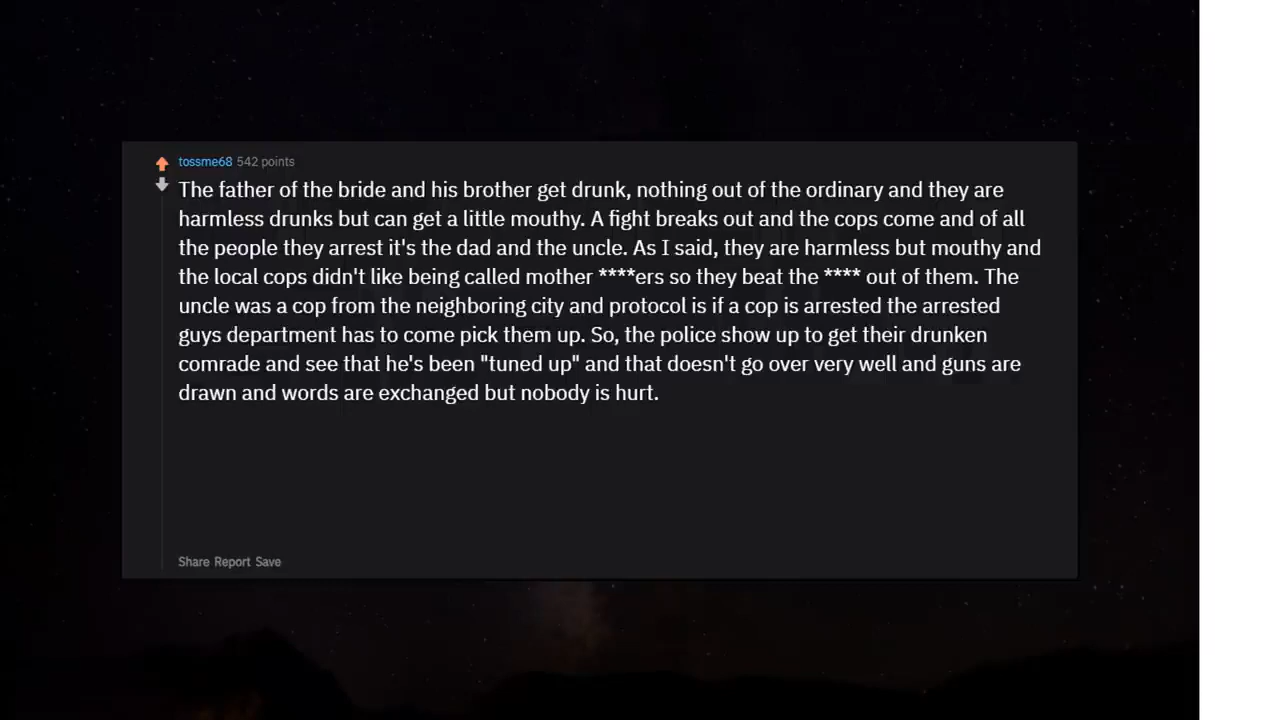 tossme68 542 points
The father of the bride and his brother get drunk, nothing out of the ordinary and they are
harmless drunks but can get a little mouthy. A fight breaks out and the cops come and of all
the people they arrest it's the dad and the uncle. As I said, they are harmless but mouthy and
the local cops didn't like being called mother ****ers so they beat the **** out of them. The
uncle was a cop from the neighboring city and protocol is if a cop is arrested the arrested
guys department has to come pick them up. So, the police show up to get their drunken
comrade and see that he's been "tuned up" and that doesn't go over very well and guns are
drawn and words are exchanged but nobody is hurt.
Share Report Save